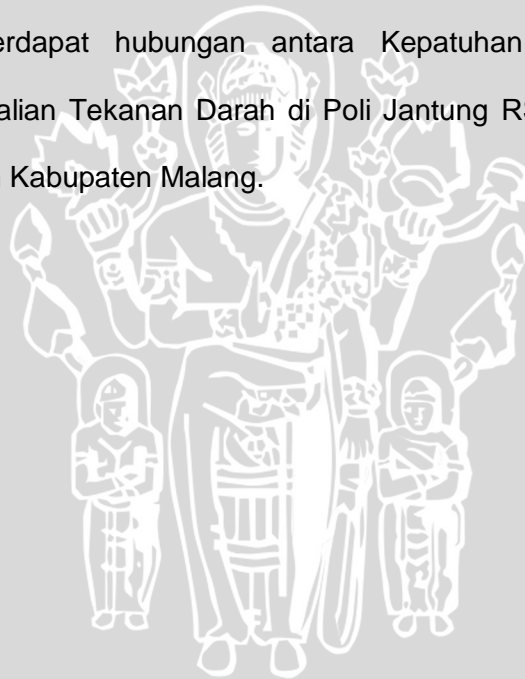 erdapat hubungan antara Kepatuhan
alian Tekanan Darah di Poli Jantung R
Kabupaten Malang.